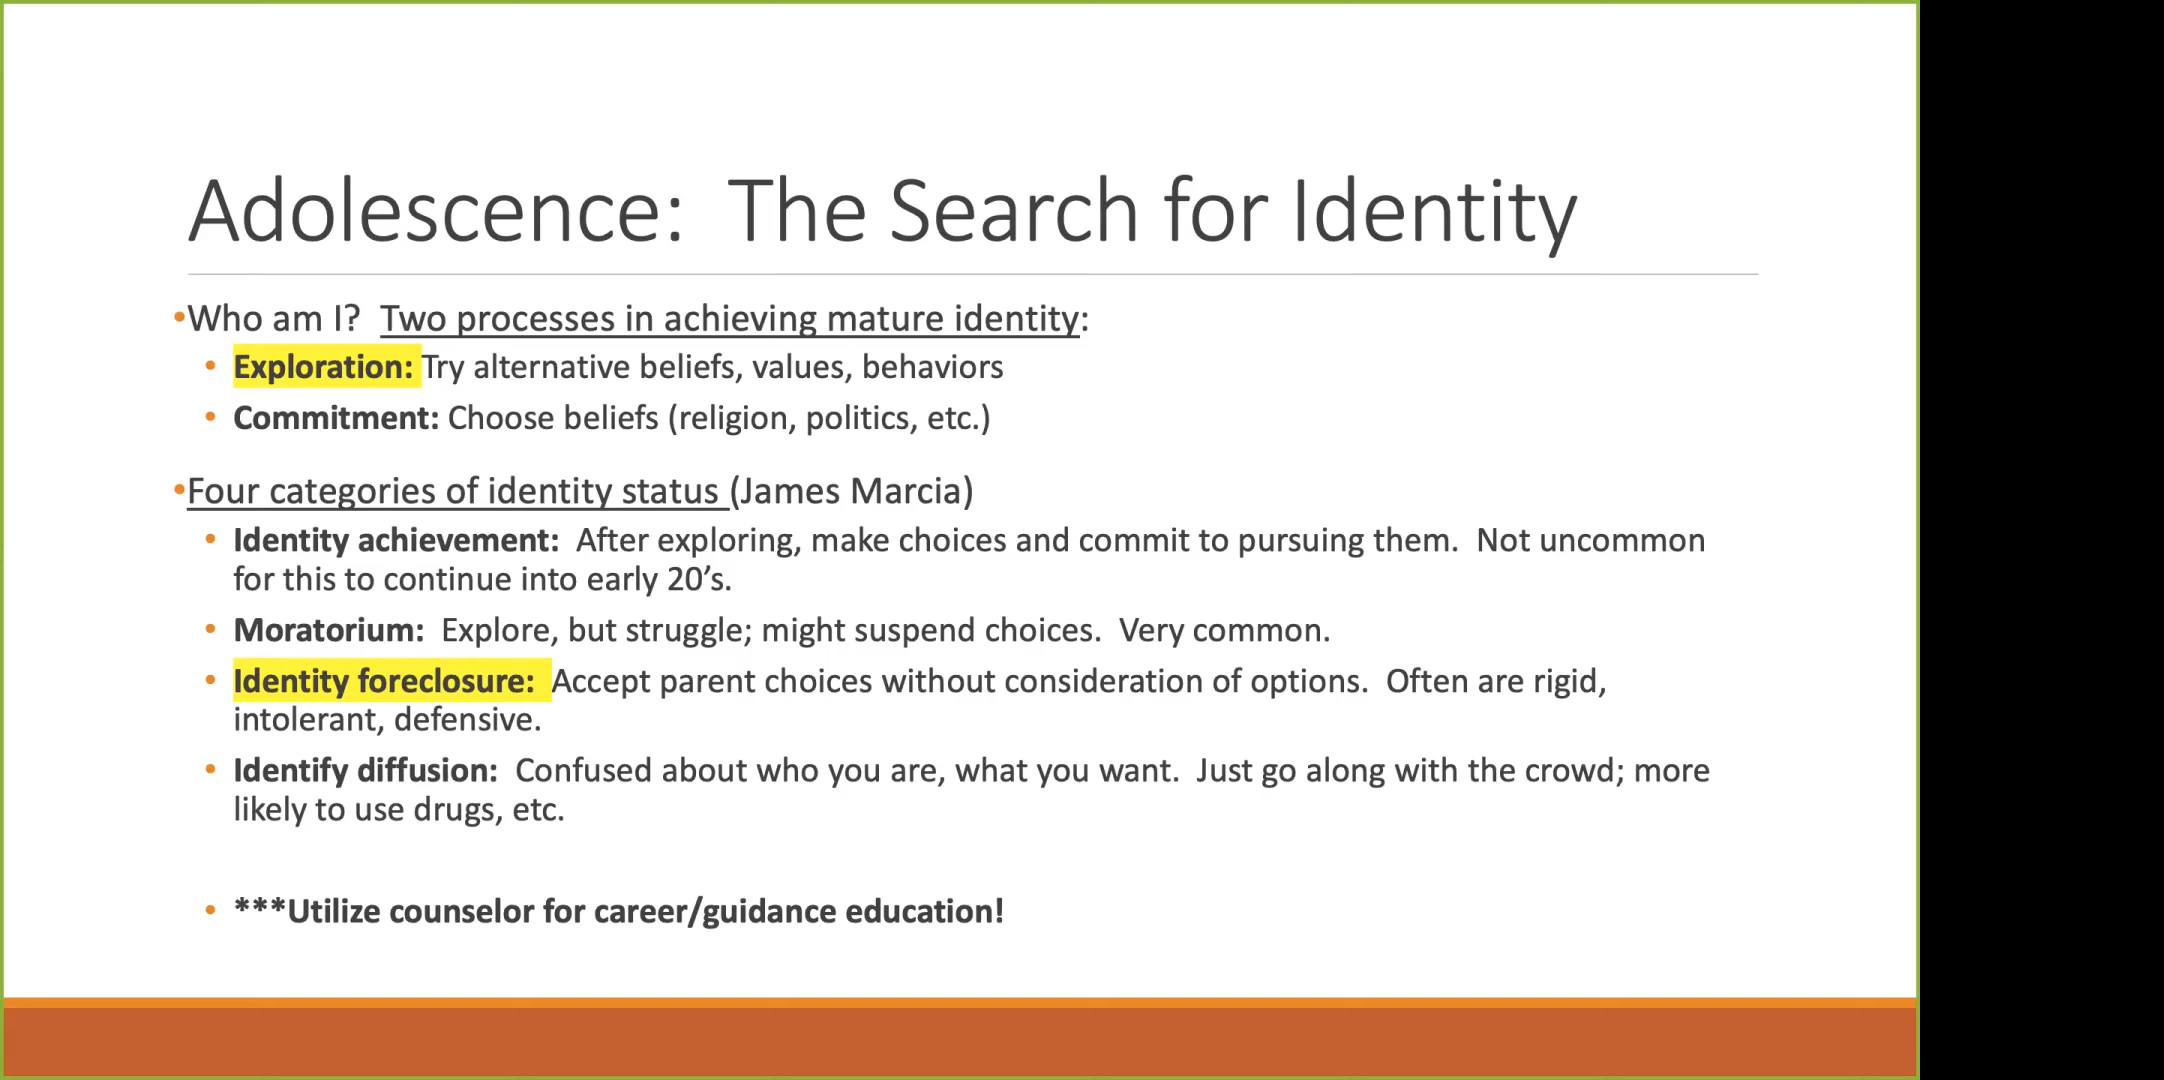 Adolescence:  The Search for Identity
•Who am I?  Two processes in achieving mature identity:
• Exploration: Try alternative beliefs, values, behaviors
• Commitment: Choose beliefs (religion, politics, etc.)
•Four categories of identity status (James Marcia)
• Identity achievement:  After exploring, make choices and commit to pursuing them.  Not uncommon
for this to continue into early 20’s.
• Moratorium:  Explore, but struggle; might suspend choices.  Very common.
• Identity foreclosure:  Accept parent choices without consideration of options.  Often are rigid,
intolerant, defensive.
• Identify diffusion:  Confused about who you are, what you want.  Just go along with the crowd; more
likely to use drugs, etc.
• ***Utilize counselor for career/guidance education!